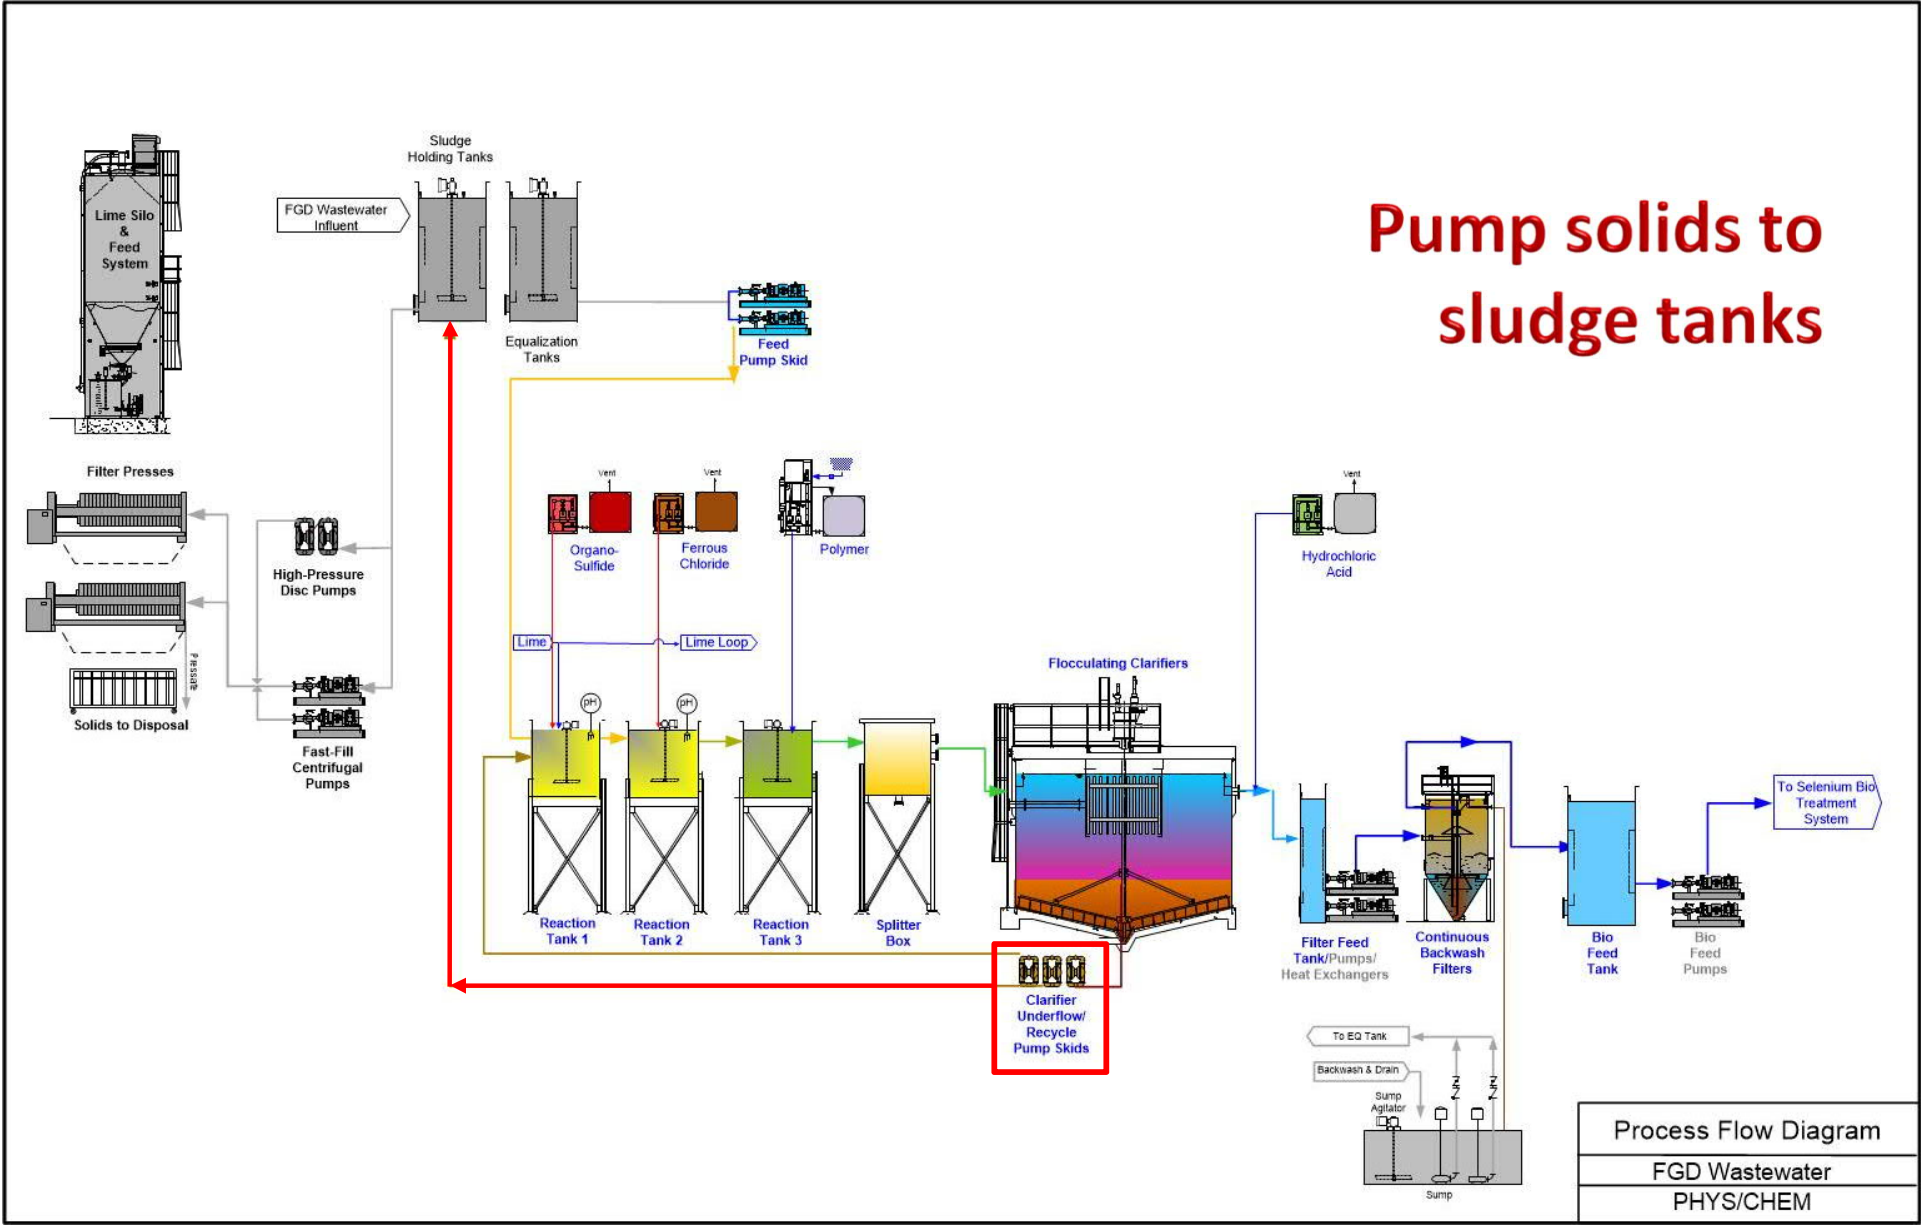 Pump solids to
sludge tanks
Sludge
Holding Tanks
FGD Wastewater
Influent
Lime Silo
&
Feed
System
Equalization
Tanks
Feed
Pump Skid
Filter Presses
High-Pressure
Disc Pumps
Pressate
Solids to Disposal
Fast-Fill
Centrifugal
Pumps
Vent
Organo-
Sulfide
Vent
Ferrous
Chloride
Polymer
Vent
Hydrochloric
Acid
Lime
Lime Loop
pH
pH
Flocculating Clarifiers
Reaction
Tank 1
Reaction
Tank 2
Reaction
Tank 3
Splitter
Box
Clarifier
Underflow/
Recycle
Pump Skids
Filter Feed
Tank/Pumps/
Heat Exchangers
Continuous
Backwash
Filters
Bio
Feed
Tank
Bio
Feed
Pumps
To Selenium Bio
Treatment
System
To EQ Tank
Backwash & Drain
Sump
Agitator
Sump
Process Flow Diagram
FGD Wastewater
PHYS/CHEM